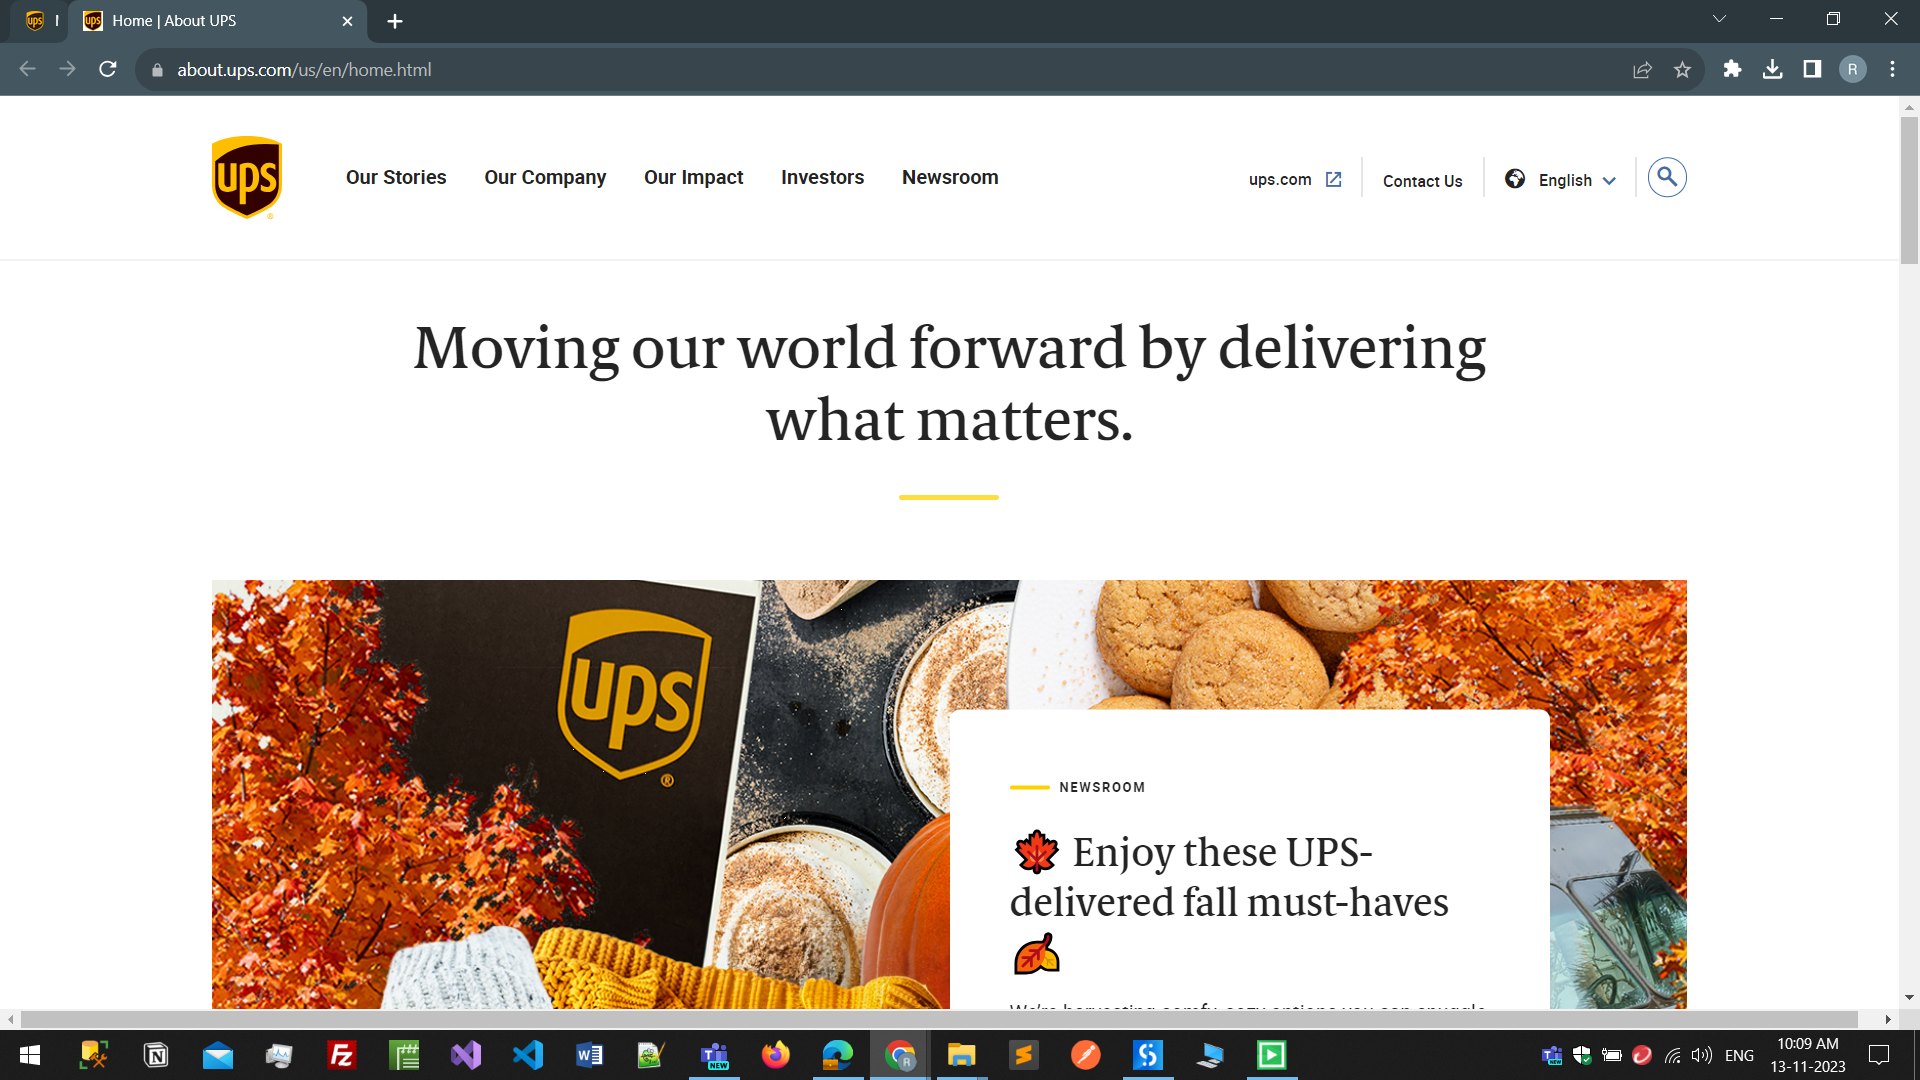 Home | About UPS
about.ups.com/us/en/home.html
R
ups
Our Stories
Our Company
Our Impact
Investors
Newsroom
ups.com
Contact Us
English
Moving our world forward by delivering
what matters.
ups
NEWSROOM
🍁 Enjoy these UPS-
delivered fall must-haves
🍂
ENG
10:09 AM
13-11-2023